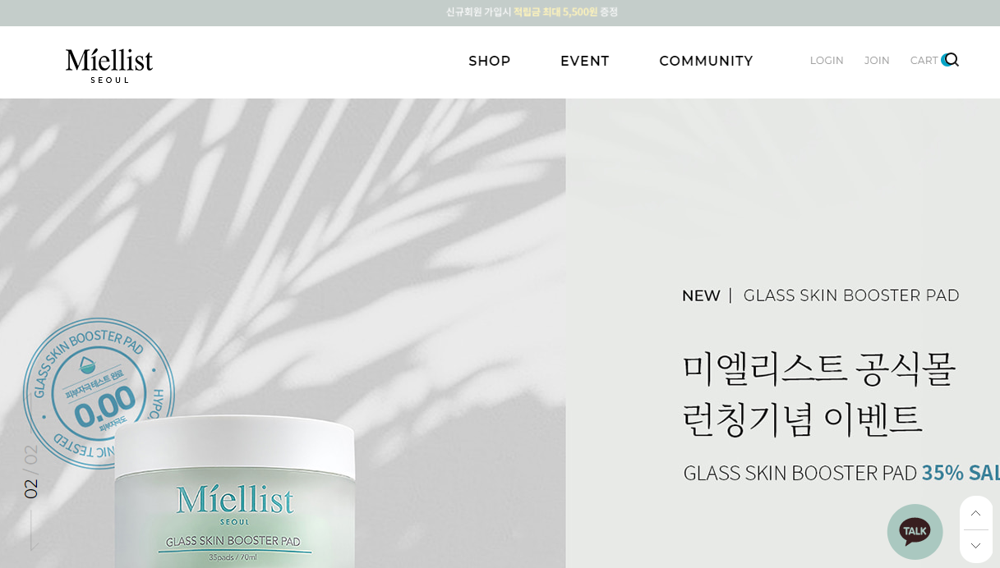 신규회원 가입시 적립금 최대 5,500원 증정
Míellist
SEOUL
SHOP
EVENT
COMMUNITY
LOGIN
JOIN
CART
NEW | GLASS SKIN BOOSTER PAD
미엘리스트 공식몰
런칭기념 이벤트
GLASS SKIN BOOSTER PAD 35% SAL
GLASS SKIN BOOSTER PAD
피부자극 테스트 완료
0.00
피부자극도
NIC TESTED
HYPO
02 / 02
Míellist
SEOUL
GLASS SKIN BOOSTER PAD
35pads / 70ml
TALK